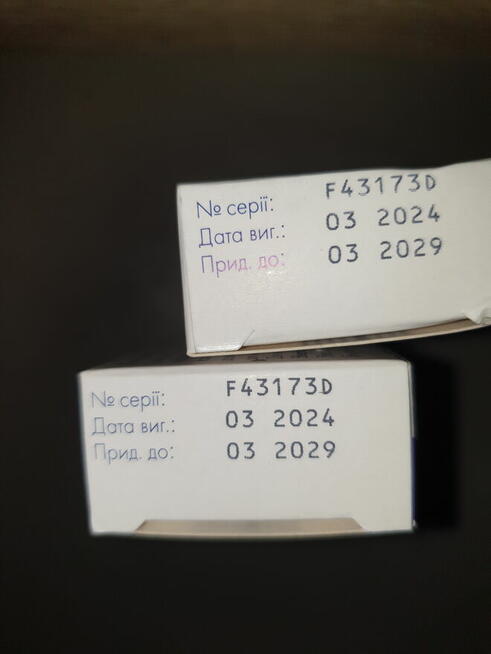 № серії: F43173D
Дата виг.: 03 2024
Прид. до: 03 2029
№ серії: F43173D
Дата виг.: 03 2024
Прид. до: 03 2029